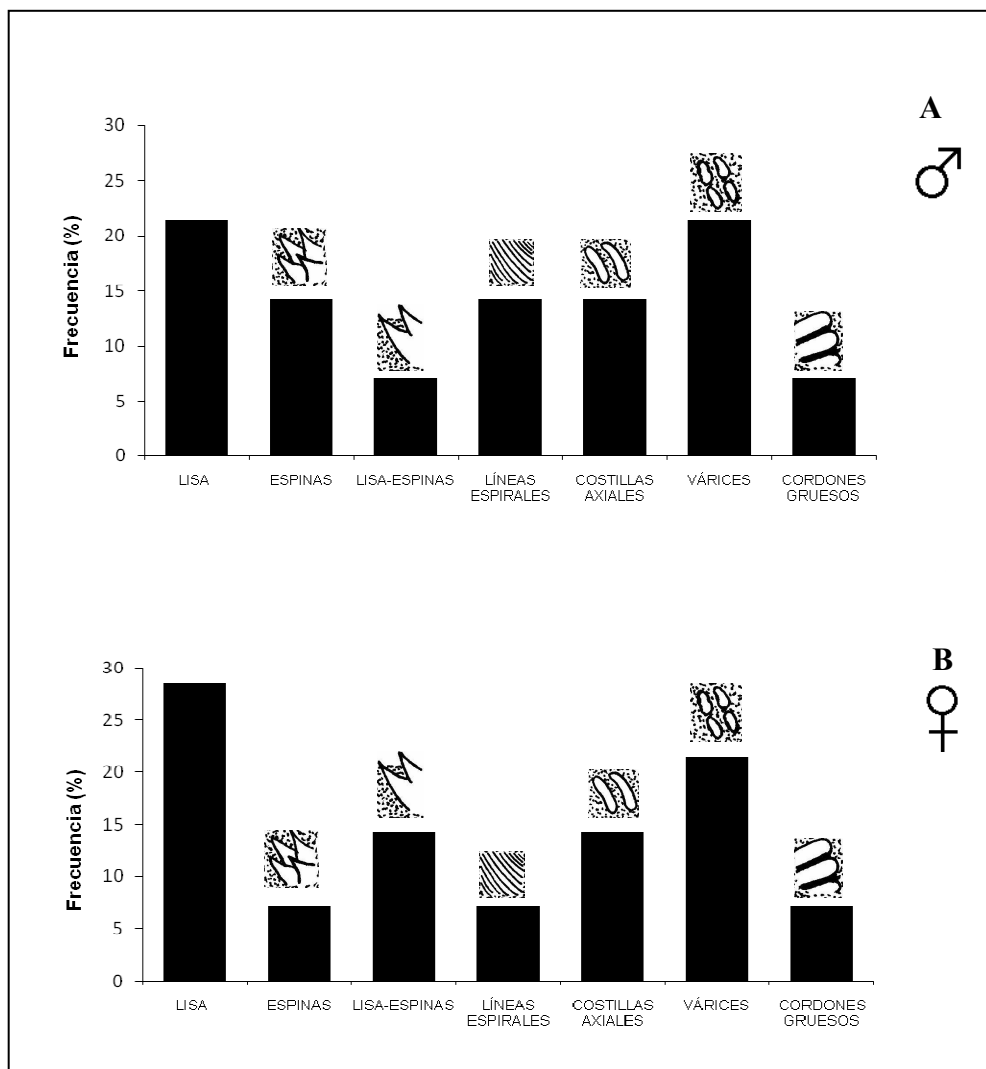 A
♂
Frecuencia (%)
30
25
20
15
10
5
0
LISA
ESPINAS
LISA-ESPINAS
LÍNEAS
ESPIRALES
COSTILLAS
AXIALES
VÁRICES
CORDONES
GRUESOS
B
♀
Frecuencia (%)
30
25
20
15
10
5
0
LISA
ESPINAS
LISA-ESPINAS
LÍNEAS
ESPIRALES
COSTILLAS
AXIALES
VÁRICES
CORDONES
GRUESOS